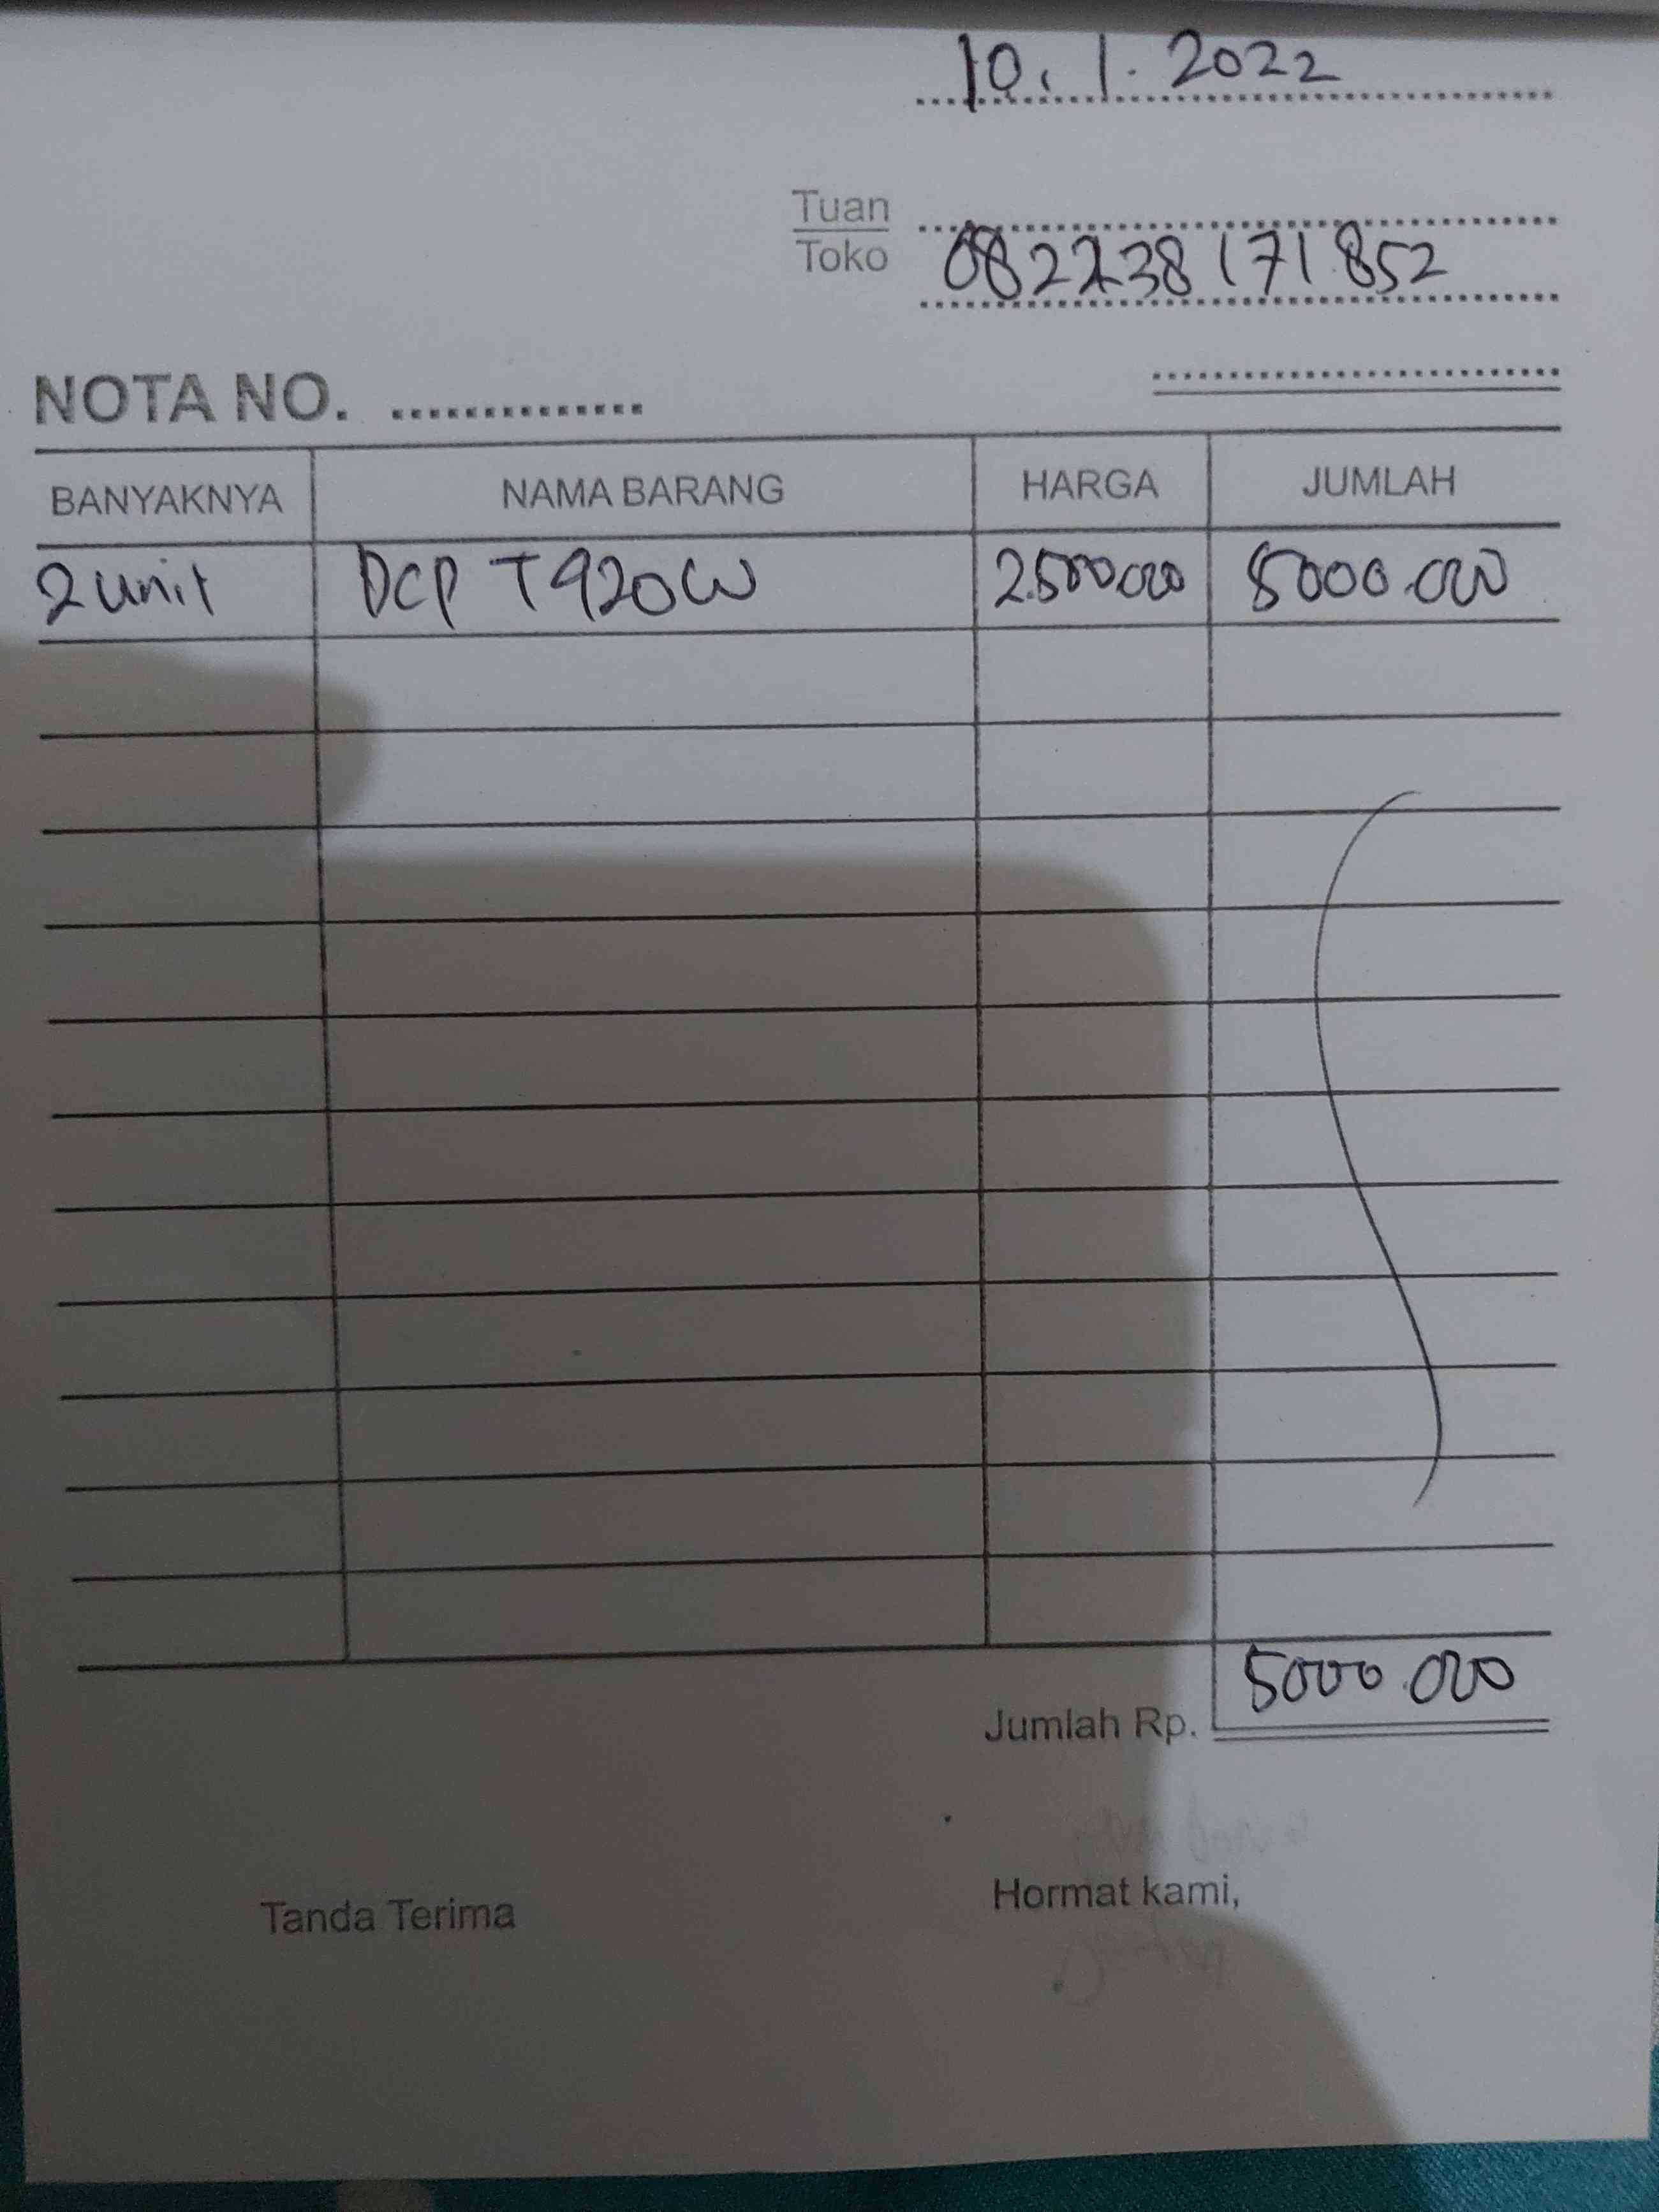 10. 1. 2022
Tuan
Toko
082238171852
NOTA NO. ..............
BANYAKNYA NAMA BARANG HARGA JUMLAH
2 unit DCP T920W 2.500.000 5000.000
Jumlah Rp. 5000.000
Tanda Terima Hormat kami,